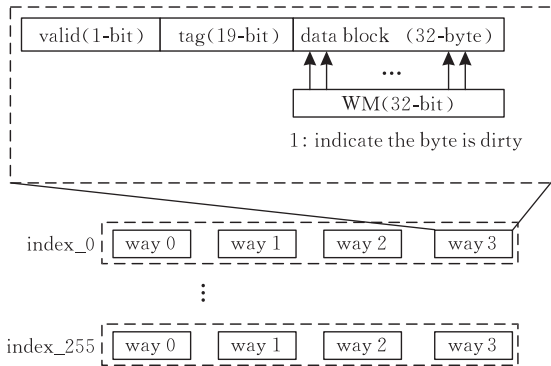 valid(1-bit) tag(19-bit) data block (32-byte)
...
WM(32-bit)
1: indicate the byte is dirty
index_0 way 0 way 1 way 2 way 3
⋮
index_255 way 0 way 1 way 2 way 3